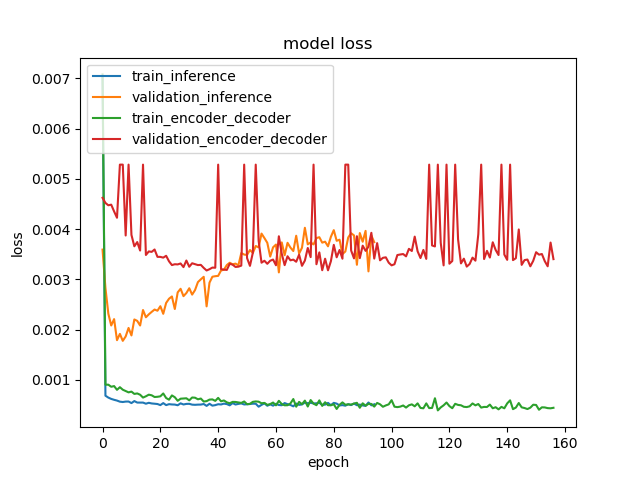 model loss
train_inference
validation_inference
train_encoder_decoder
validation_encoder_decoder
0.007
0.006
0.005
0.004
0.003
0.002
0.001
loss
0 20 40 60 80 100 120 140 160
epoch